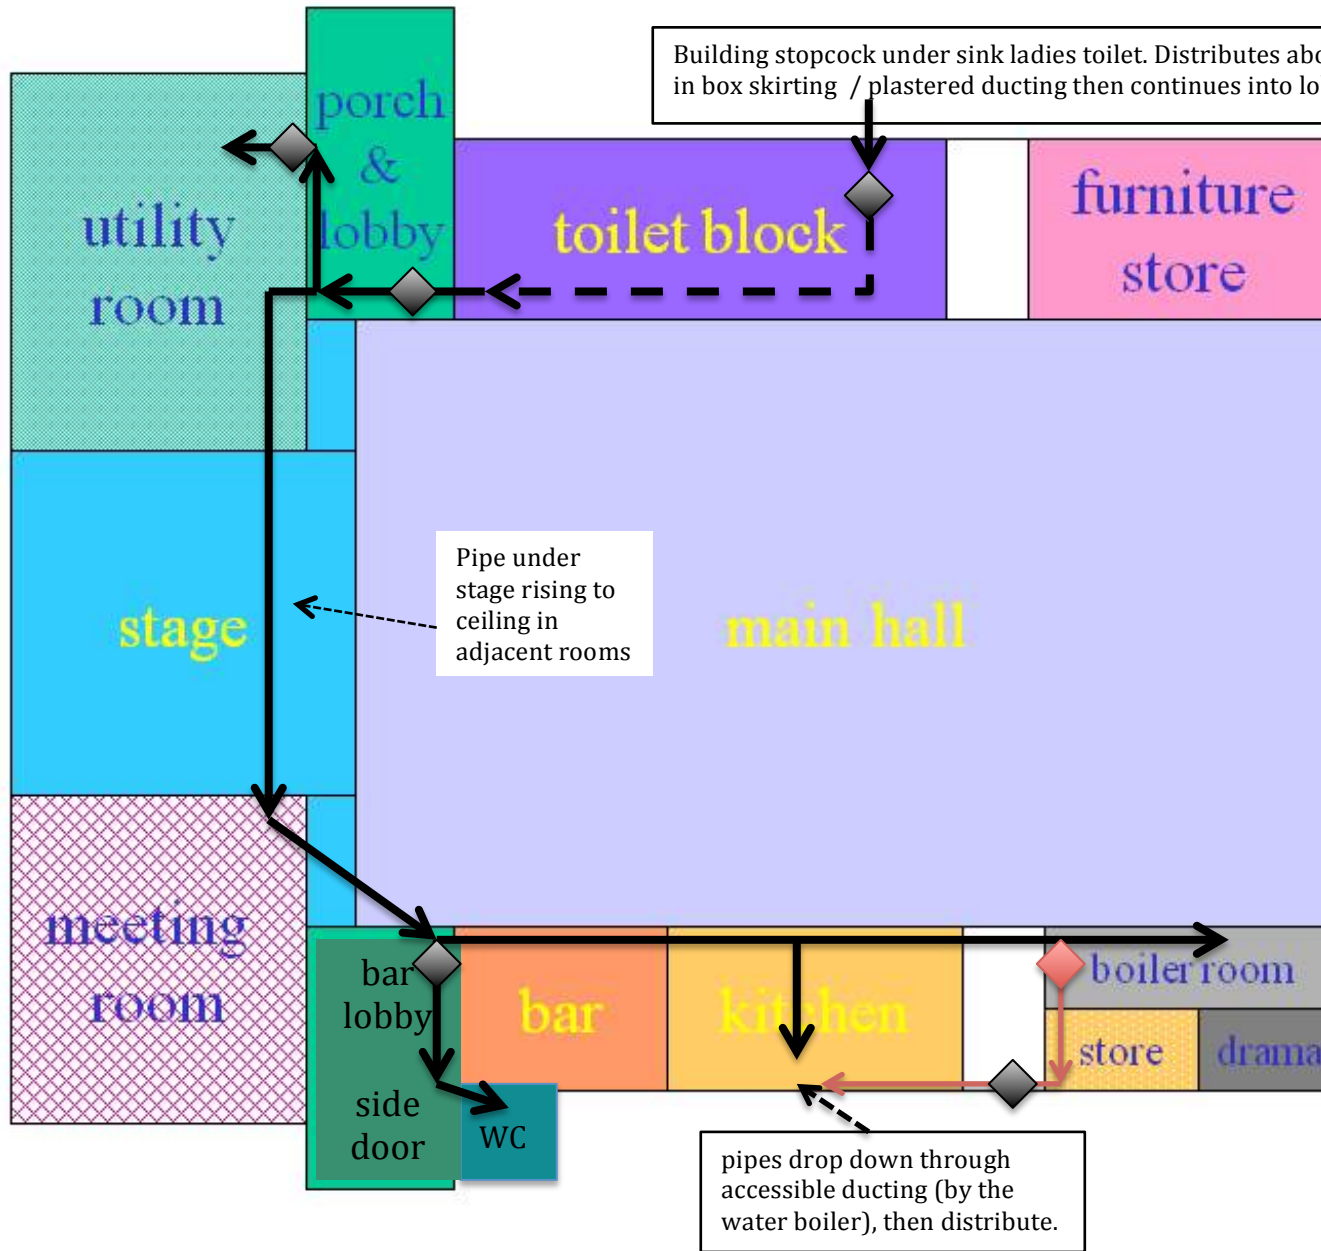 Building stopcock under sink ladies toilet. Distributes abo
in box skirting / plastered ducting then continues into lo
porch
&
lobby
utility
room
toilet block
furniture
store
Pipe under
stage rising to
ceiling in
adjacent rooms
stage
main hall
meeting
room
bar
lobby
side
door
WC
bar
kitchen
boiler room
store
drama
pipes drop down through
accessible ducting (by the
water boiler), then distribute.